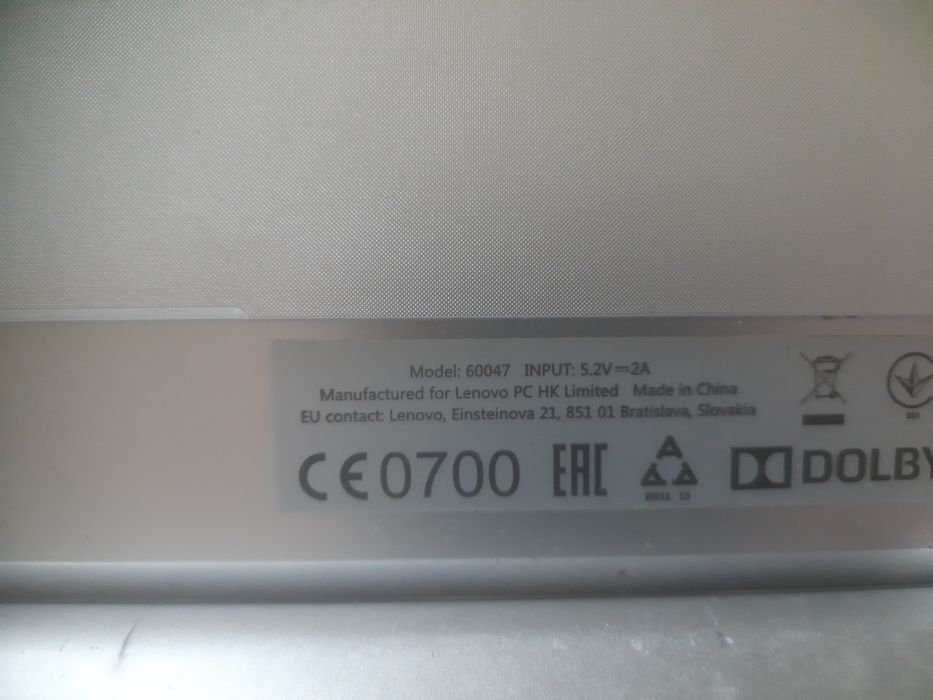 Model: 60047 INPUT: 5.2V⎓2A
Manufactured for Lenovo PC HK Limited Made in China
EU contact: Lenovo, Einsteinova 21, 851 01 Bratislava, Slovakia
CE0700 EAC DOLBY